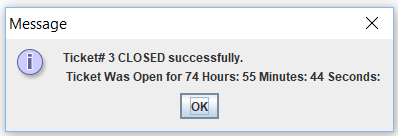 Message
Ticket# 3 CLOSED successfully.
Ticket Was Open for 74 Hours: 55 Minutes: 44 Seconds:
OK